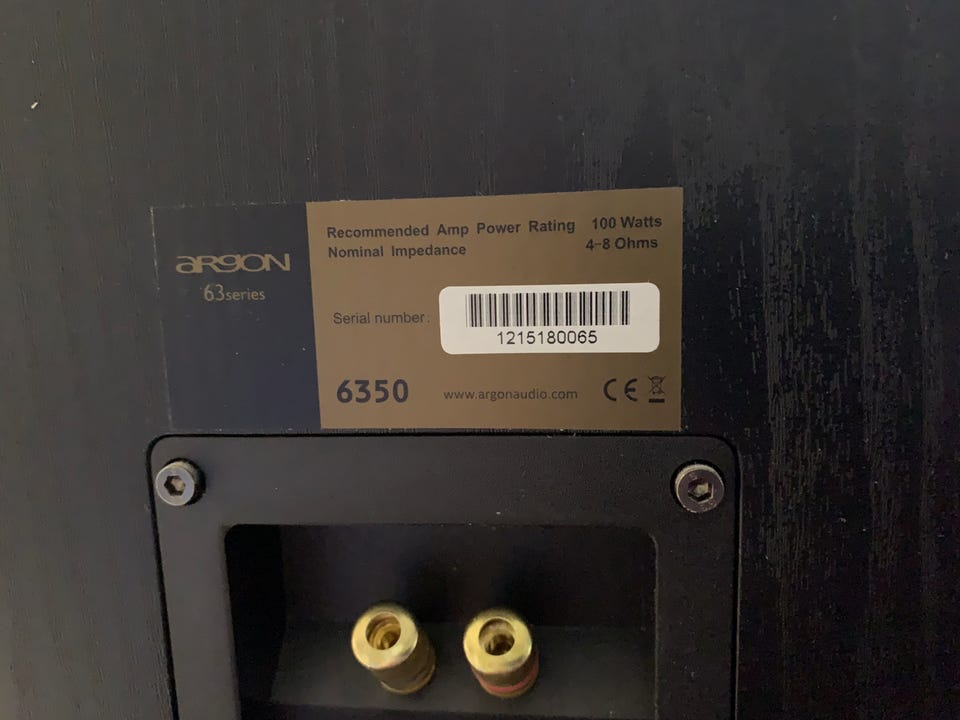 aRgON
63series
Recommended Amp Power Rating 100 Watts
Nominal Impedance 4-8 Ohms
Serial number:
1215180065
6350 www.argonaudio.com CE